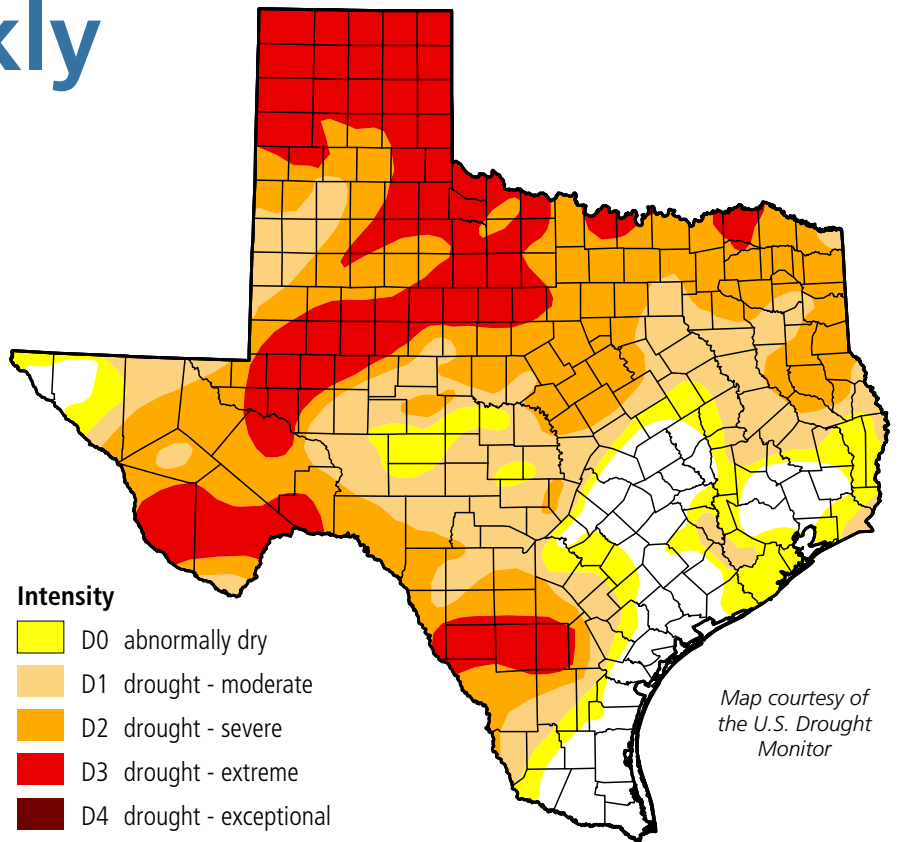 kly
Intensity
D0 abnormally dry
D1 drought - moderate
D2 drought - severe
D3 drought - extreme
D4 drought - exceptional
Map courtesy of
the U.S. Drought
Monitor